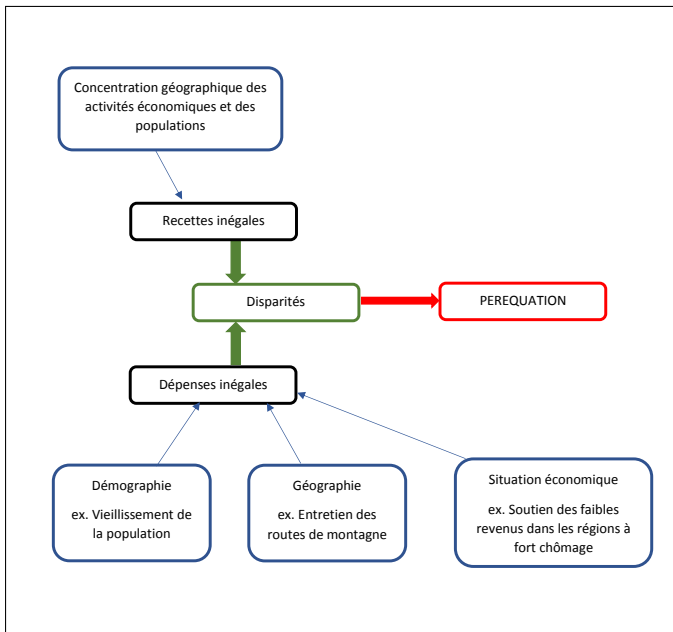 Concentration géographique des
activités économiques et des
populations
Recettes inégales
Disparités
PEREQUATION
Dépenses inégales
Démographie
ex. Vieillissement de
la population
Géographie
ex. Entretien des
routes de montagne
Situation économique
ex. Soutien des faibles
revenus dans les régions à
fort chômage